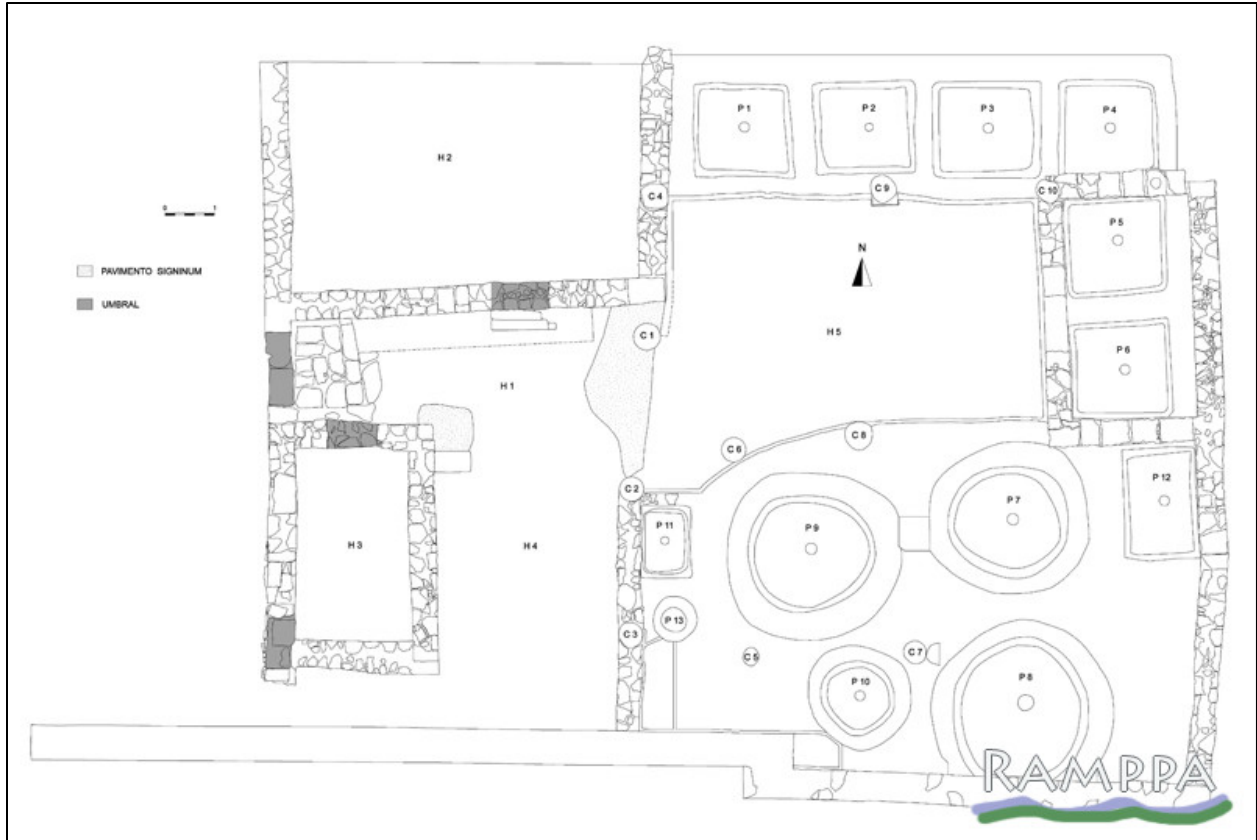 P 1
P 2
P 3
P 4
H 2
C 4
C 9
C 10
P 5
0 1
N
PAVIMENTO SIGNINUM
UMBRAL
C 1
H 5
P 6
H 1
C 6
C 8
C 2
P 12
P 11
P 9
P 7
H 3
H 4
P 13
C 3
C 5
C 7
P 10
P 8
RAMPPA